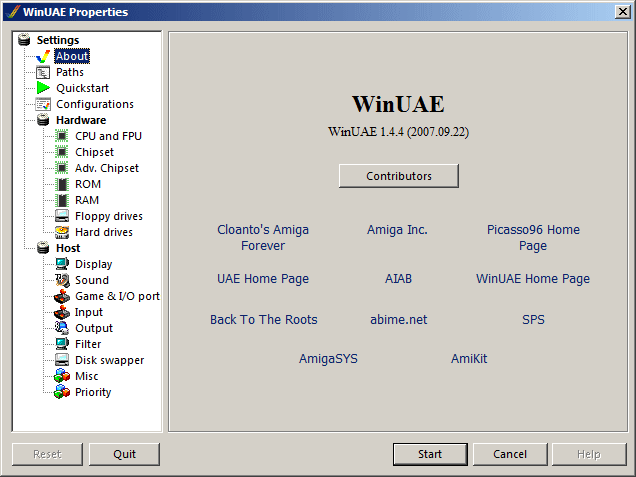 WinUAE Properties
Settings
About
Paths
Quickstart
Configurations
Hardware
CPU and FPU
Chipset
Adv. Chipset
ROM
RAM
Floppy drives
Hard drives
Host
Display
Sound
Game & I/O port
Input
Output
Filter
Disk swapper
Misc
Priority
WinUAE
WinUAE 1.4.4 (2007.09.22)
Contributors
Cloanto's Amiga
Forever
Amiga Inc.
Picasso96 Home
Page
UAE Home Page
AIAB
WinUAE Home Page
Back To The Roots
abime.net
SPS
AmigaSYS
AmiKit
Reset
Quit
Start
Cancel
Help